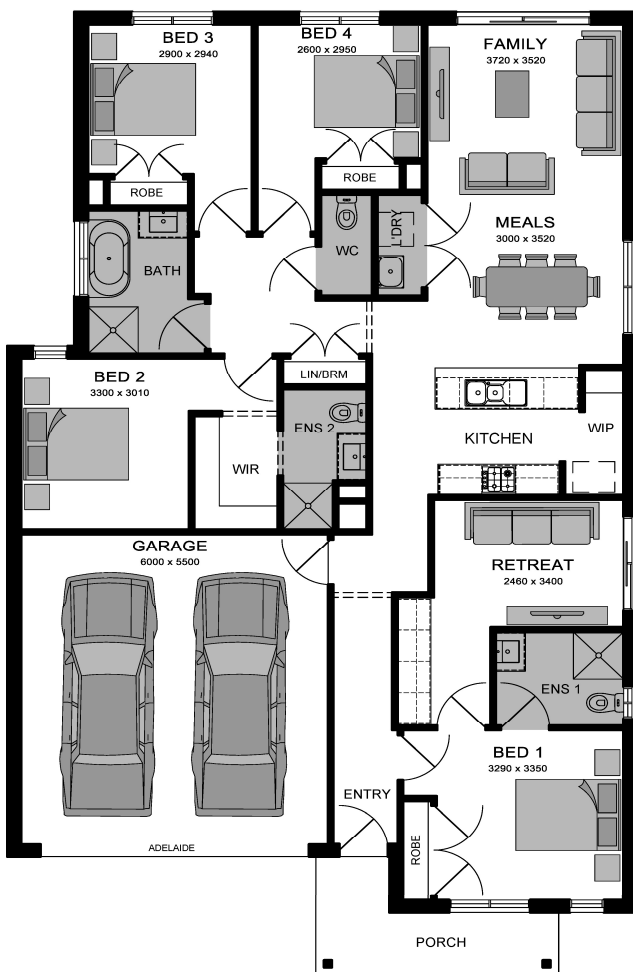 BED 3
2900 x 2940
BED 4
2600 x 2950
FAMILY
3720 x 3520
ROBE
ROBE
MEALS
3000 x 3520
BATH
WC
L'DRY
BED 2
3300 x 3010
LIN/DRM
ENS 2
WIR
KITCHEN
WIP
GARAGE
6000 x 5500
RETREAT
2460 x 3400
ENS 1
BED 1
3290 x 3350
ENTRY
ROBE
ADELAIDE
PORCH